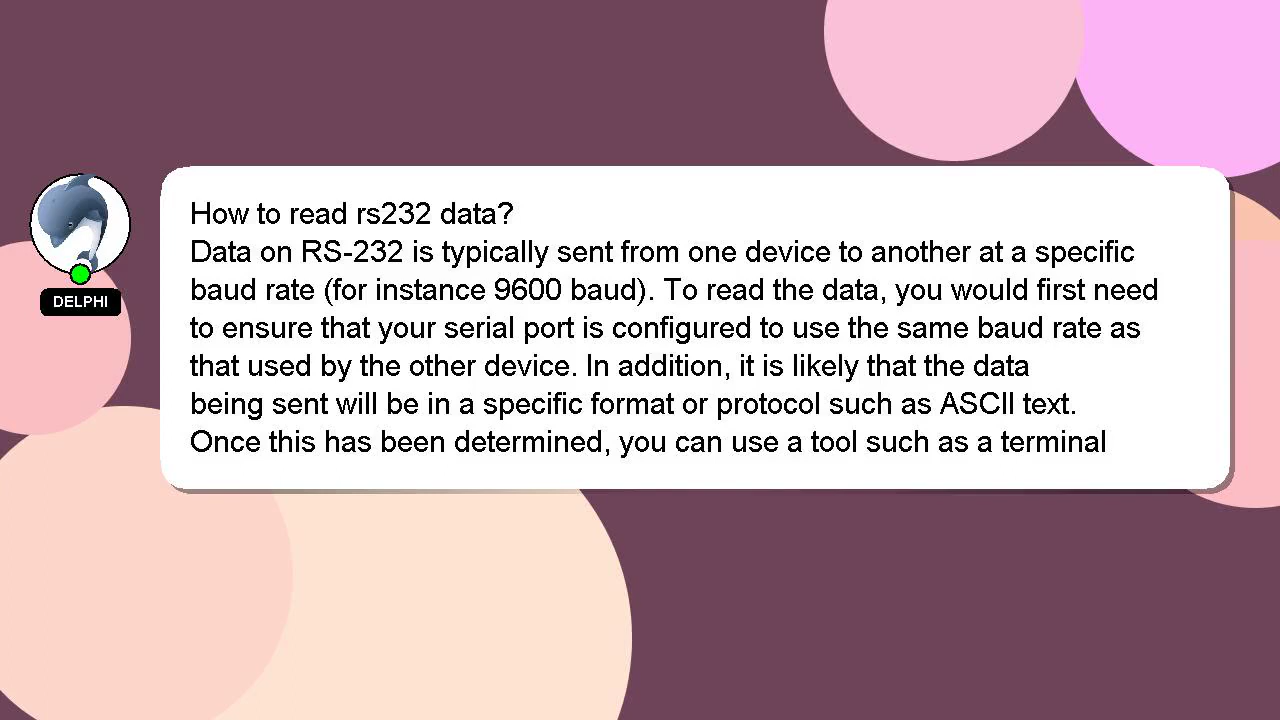 How to read rs232 data?
Data on RS-232 is typically sent from one device to another at a specific
baud rate (for instance 9600 baud). To read the data, you would first need
to ensure that your serial port is configured to use the same baud rate as
that used by the other device. In addition, it is likely that the data
being sent will be in a specific format or protocol such as ASCII text.
Once this has been determined, you can use a tool such as a terminal
DELPHI